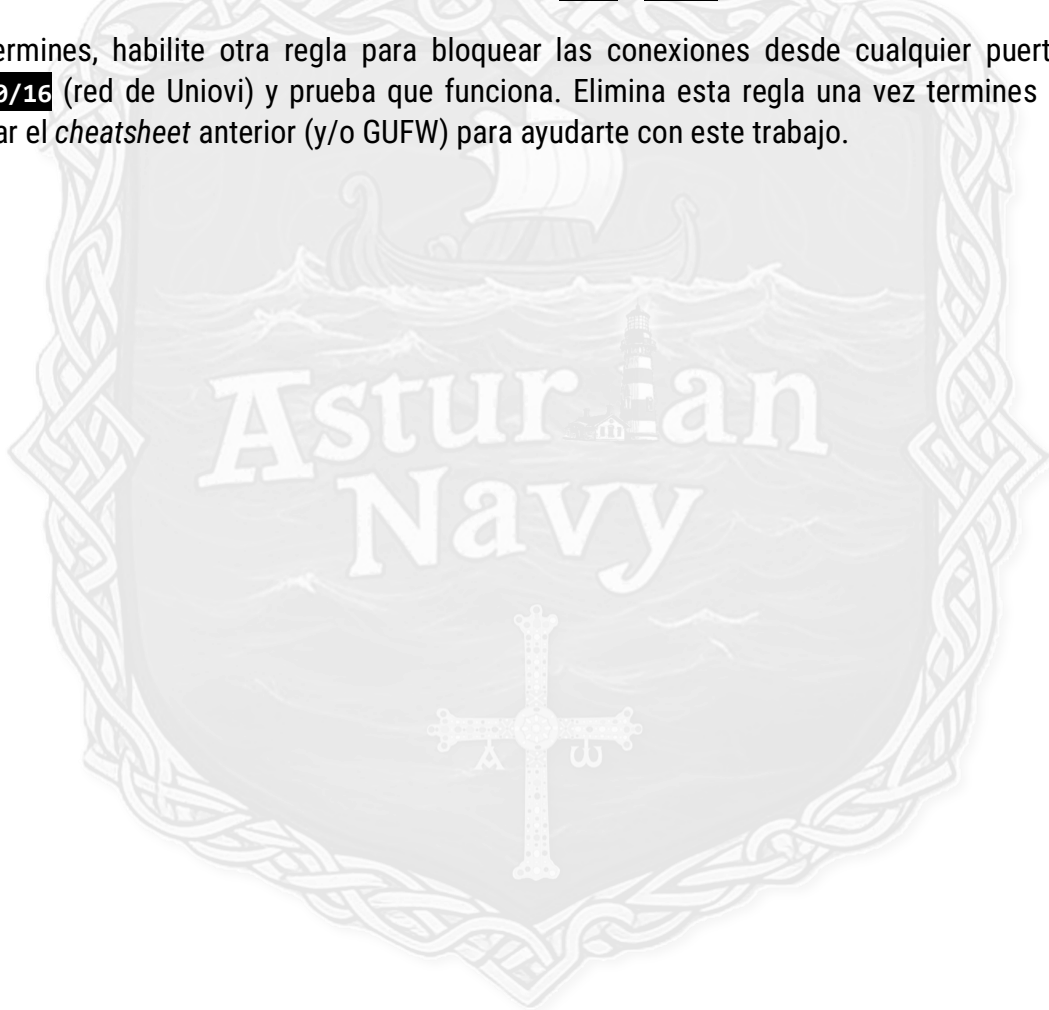 ermines, habilite otra regla para bloquear las conexiones desde cualquier puert
0/16 (red de Uniovi) y prueba que funciona. Elimina esta regla una vez termines
ar el cheatsheet anterior (y/o GUFW) para ayudarte con este trabajo.
Asturian
Navy
A ω